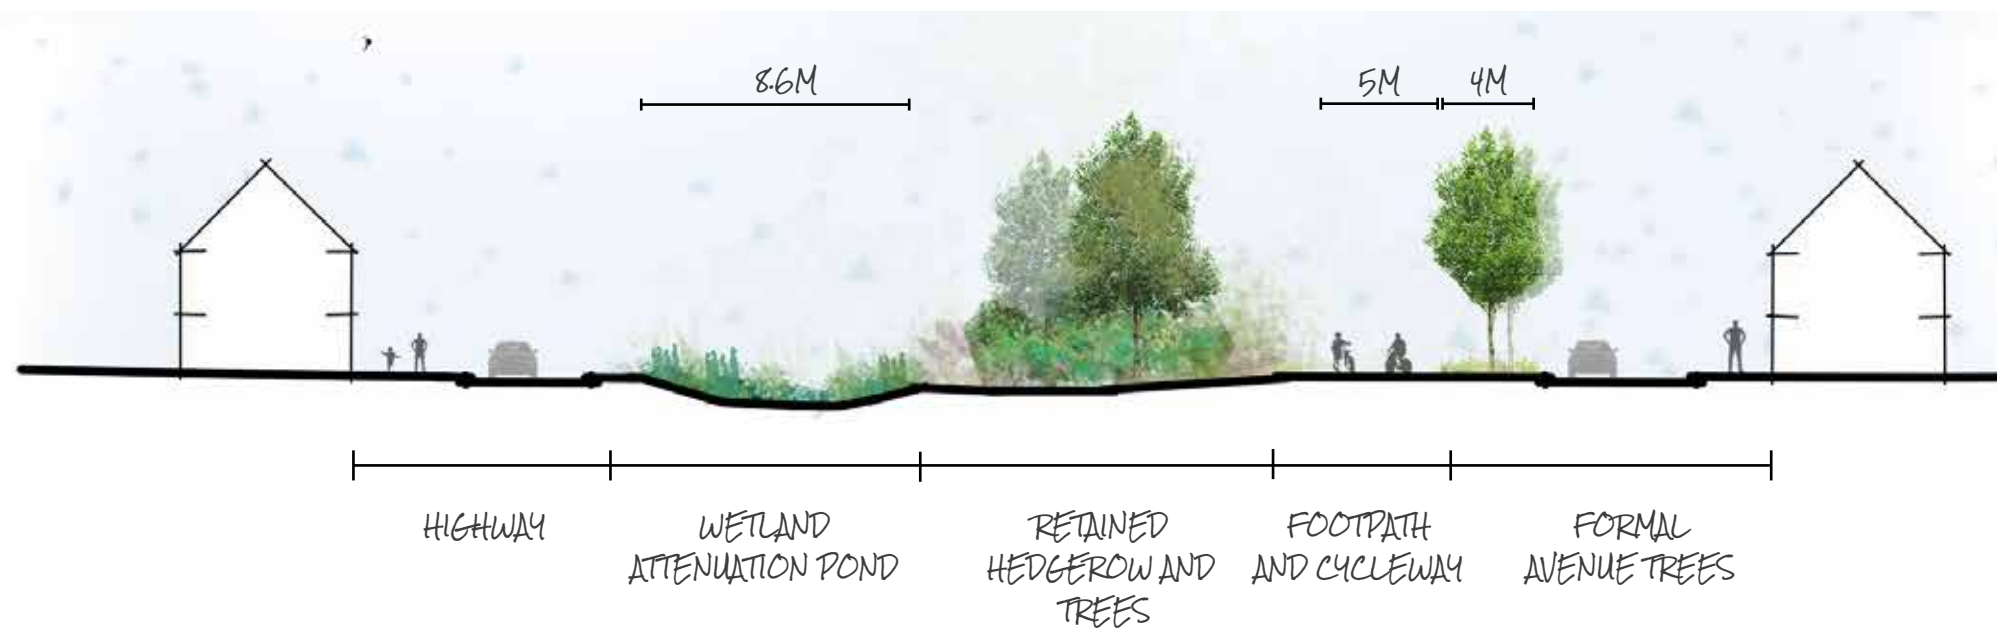 8.6M
5M
4M
HIGHWAY
WETLAND
ATTENUATION POND
RETAINED
HEDGEROW AND
TREES
FOOTPATH
AND CYCLEWAY
FORMAL
AVENUE TREES